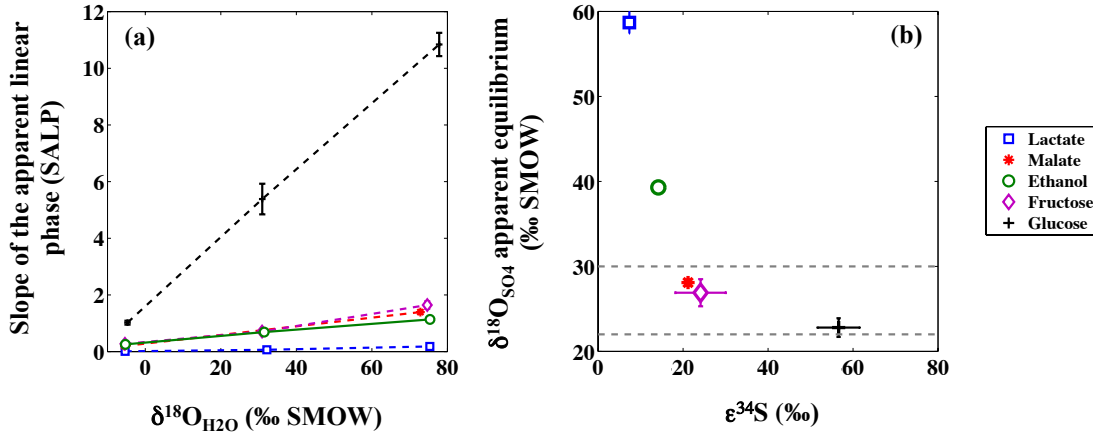 (a)
Slope of the apparent linear
phase (SALP)
12
10
8
6
4
2
0
0
20
40
60
80
δ¹⁸O_H2O (‰ SMOW)
(b)
δ¹⁸O_SO4 apparent equilibrium
(‰ SMOW)
60
50
40
30
20
0
20
40
60
80
ε³⁴S (‰)
Lactate
Malate
Ethanol
Fructose
Glucose